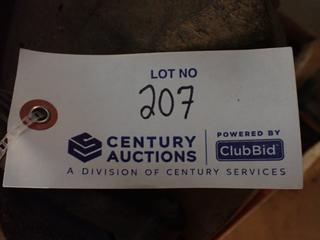 LOT NO
207
CENTURY AUCTIONS
POWERED BY
ClubBid
A DIVISION OF CENTURY SERVICES